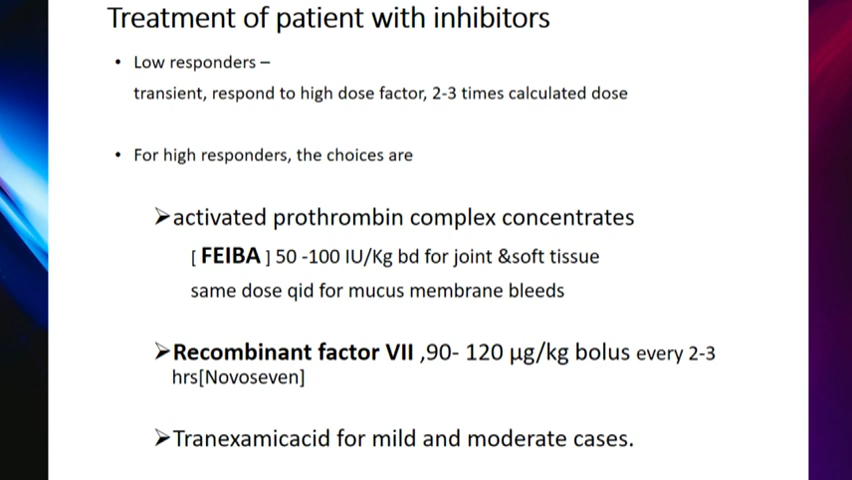 Treatment of patient with inhibitors
• Low responders –
transient, respond to high dose factor, 2-3 times calculated dose
• For high responders, the choices are
➢activated prothrombin complex concentrates
[ FEIBA ] 50 -100 IU/Kg bd for joint &soft tissue
same dose qid for mucus membrane bleeds
➢Recombinant factor VII ,90- 120 µg/kg bolus every 2-3
hrs[Novoseven]
➢Tranexamicacid for mild and moderate cases.